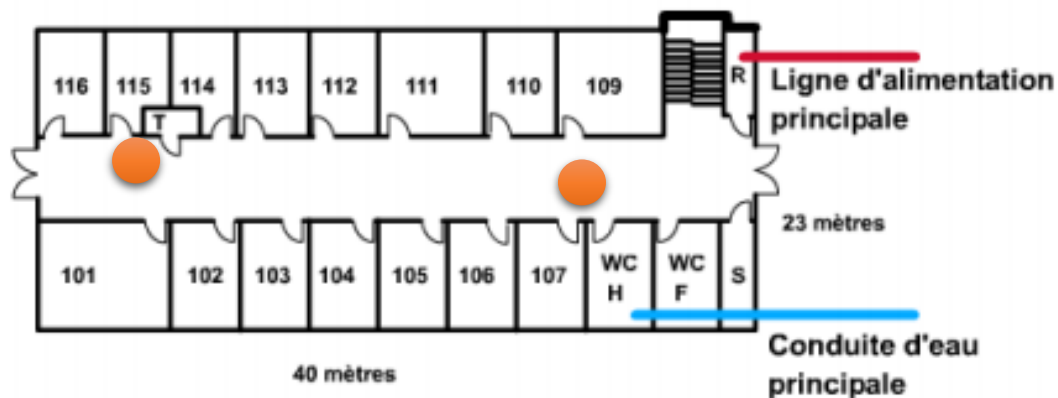 116 115 114 113 112 111 110 109 R
T
Ligne d'alimentation
principale
23 mètres
101 102 103 104 105 106 107 WC H WC F S
Conduite d'eau
principale
40 mètres